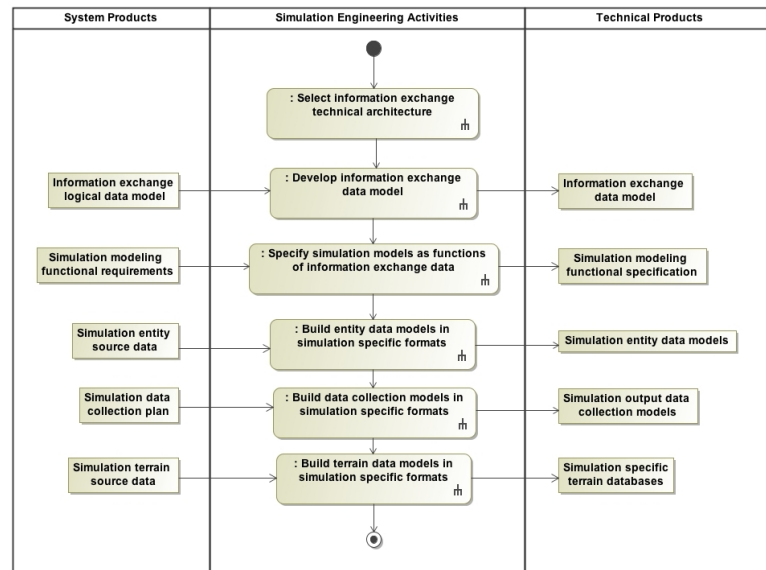 System Products
Simulation Engineering Activities
Technical Products
: Select information exchange
technical architecture
Information exchange
logical data model
: Develop information exchange
data model
Information exchange
data model
Simulation modeling
functional requirements
: Specify simulation models as functions
of information exchange data
Simulation modeling
functional specification
Simulation entity
source data
: Build entity data models in
simulation specific formats
Simulation entity data models
Simulation data
collection plan
: Build data collection models in
simulation specific formats
Simulation output data
collection models
Simulation terrain
source data
: Build terrain data models in
simulation specific formats
Simulation specific
terrain databases